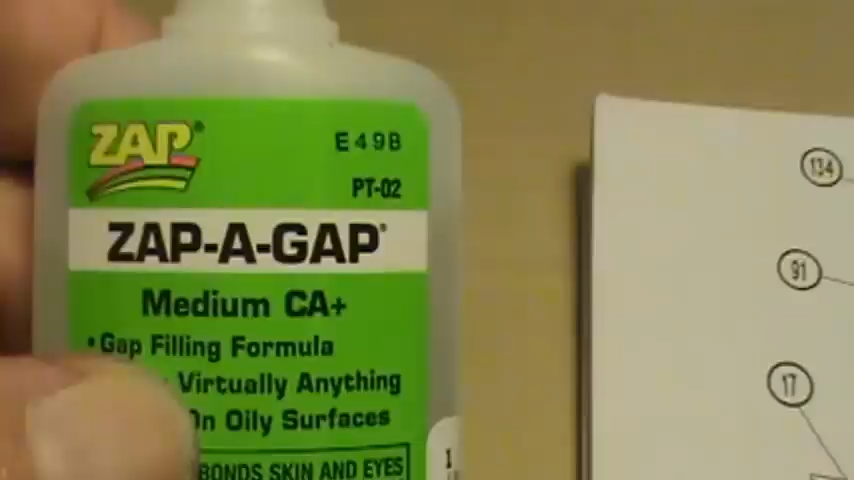 ZAP®
E49B
PT-02
ZAP-A-GAP®
Medium CA+
• Gap Filling Formula
Virtually Anything
On Oily Surfaces
BONDS SKIN AND EYES
1
134
91
17